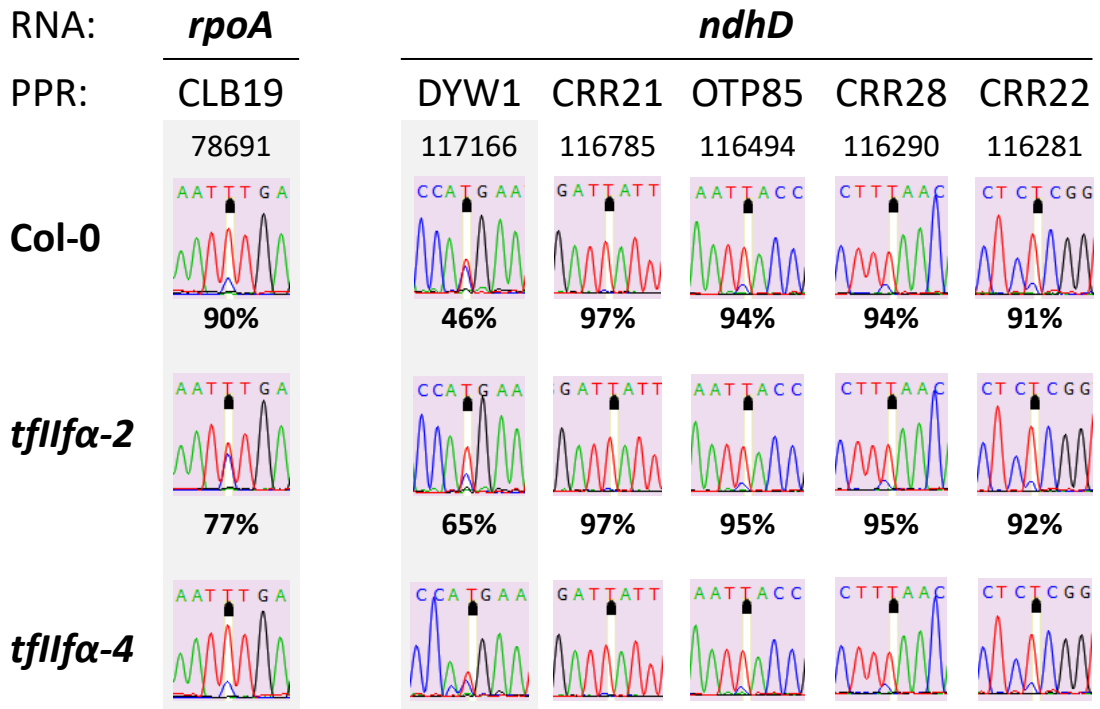 RNA: rpoA ndhD
PPR: CLB19 DYW1 CRR21 OTP85 CRR28 CRR22
78691 117166 116785 116494 116290 116281
Col-0
AATTTGA CCATGAA GATTATT AATTACC CTTTAAC CTCTCGG
90% 46% 97% 94% 94% 91%
tfIIfα-2
AATTTGA CCATGAA GATTATT AATTACC CTTTAAC CTCTCGG
77% 65% 97% 95% 95% 92%
tfIIfα-4
AATTTGA CCATGAA GATTATT AATTACC CTTTAAC CTCTCGG